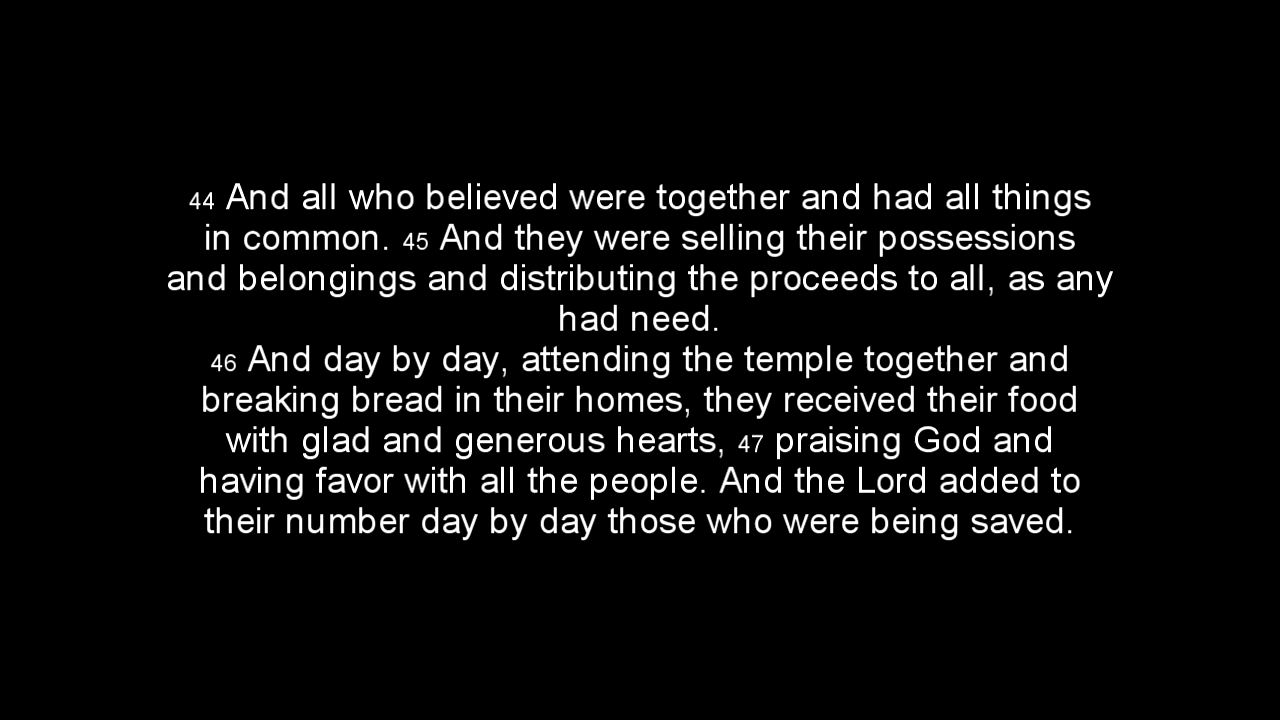 44 And all who believed were together and had all things
in common. 45 And they were selling their possessions
and belongings and distributing the proceeds to all, as any
had need.
46 And day by day, attending the temple together and
breaking bread in their homes, they received their food
with glad and generous hearts, 47 praising God and
having favor with all the people. And the Lord added to
their number day by day those who were being saved.